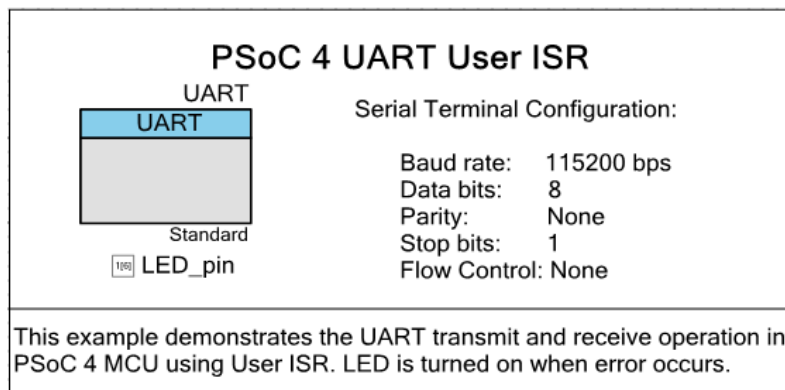 PSoC 4 UART User ISR
UART
UART
Standard
1[6] LED_pin
Serial Terminal Configuration:
Baud rate: 115200 bps
Data bits: 8
Parity: None
Stop bits: 1
Flow Control: None
This example demonstrates the UART transmit and receive operation in
PSoC 4 MCU using User ISR. LED is turned on when error occurs.